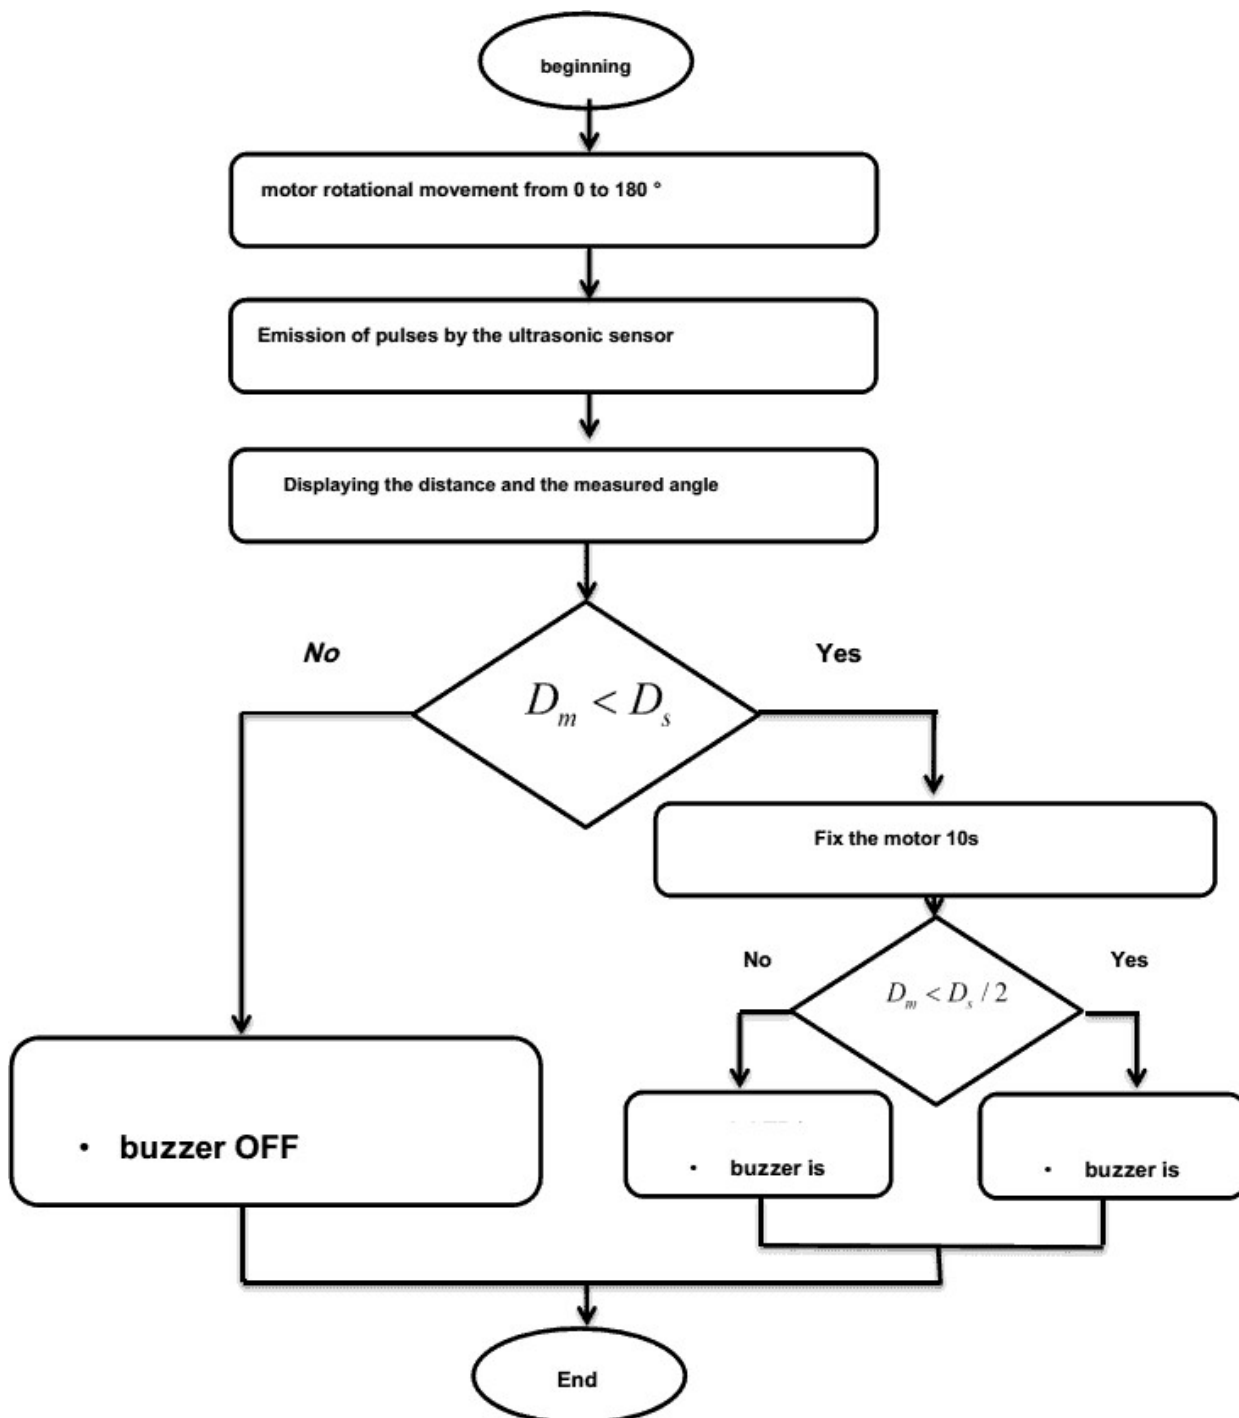 beginning
motor rotational movement from 0 to 180 °
Emission of pulses by the ultrasonic sensor
Displaying the distance and the measured angle
No
Yes
D_m < D_s
Fix the motor 10s
No
Yes
D_m < D_s / 2
• buzzer OFF
• buzzer is
• buzzer is
End